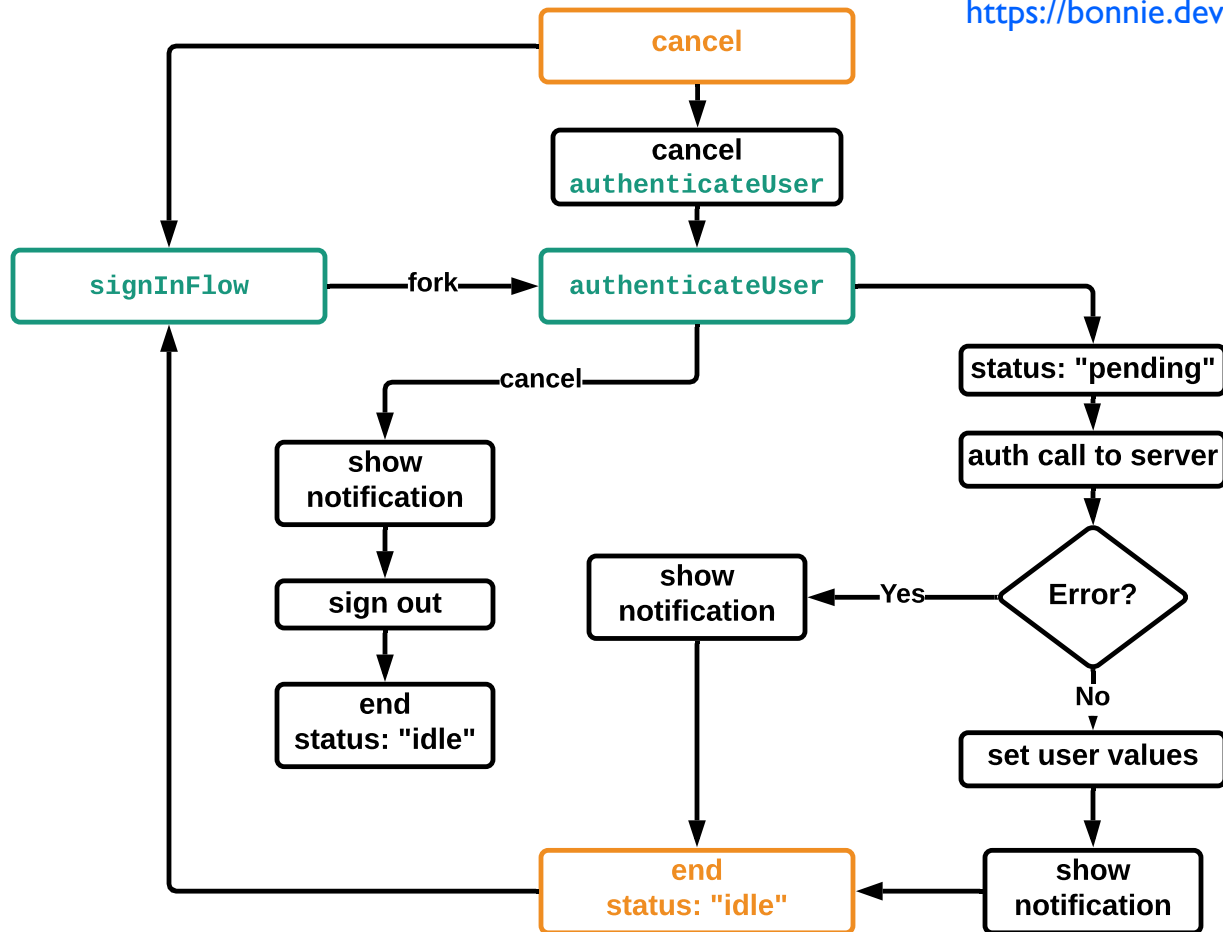 https://bonnie.dev
cancel
cancel
authenticateUser
signInFlow
fork
authenticateUser
cancel
status: "pending"
auth call to server
show
notification
sign out
end
status: "idle"
Error?
Yes
show
notification
No
set user values
show
notification
end
status: "idle"